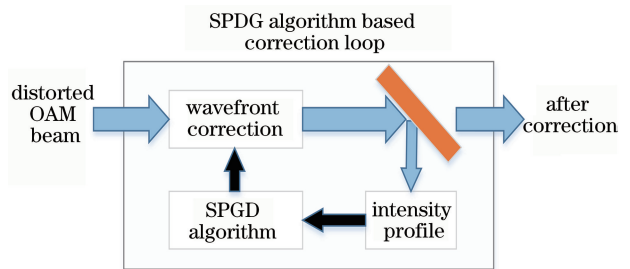 SPDG algorithm based
correction loop
distorted
OAM
beam
wavefront
correction
after
correction
SPGD
algorithm
intensity
profile